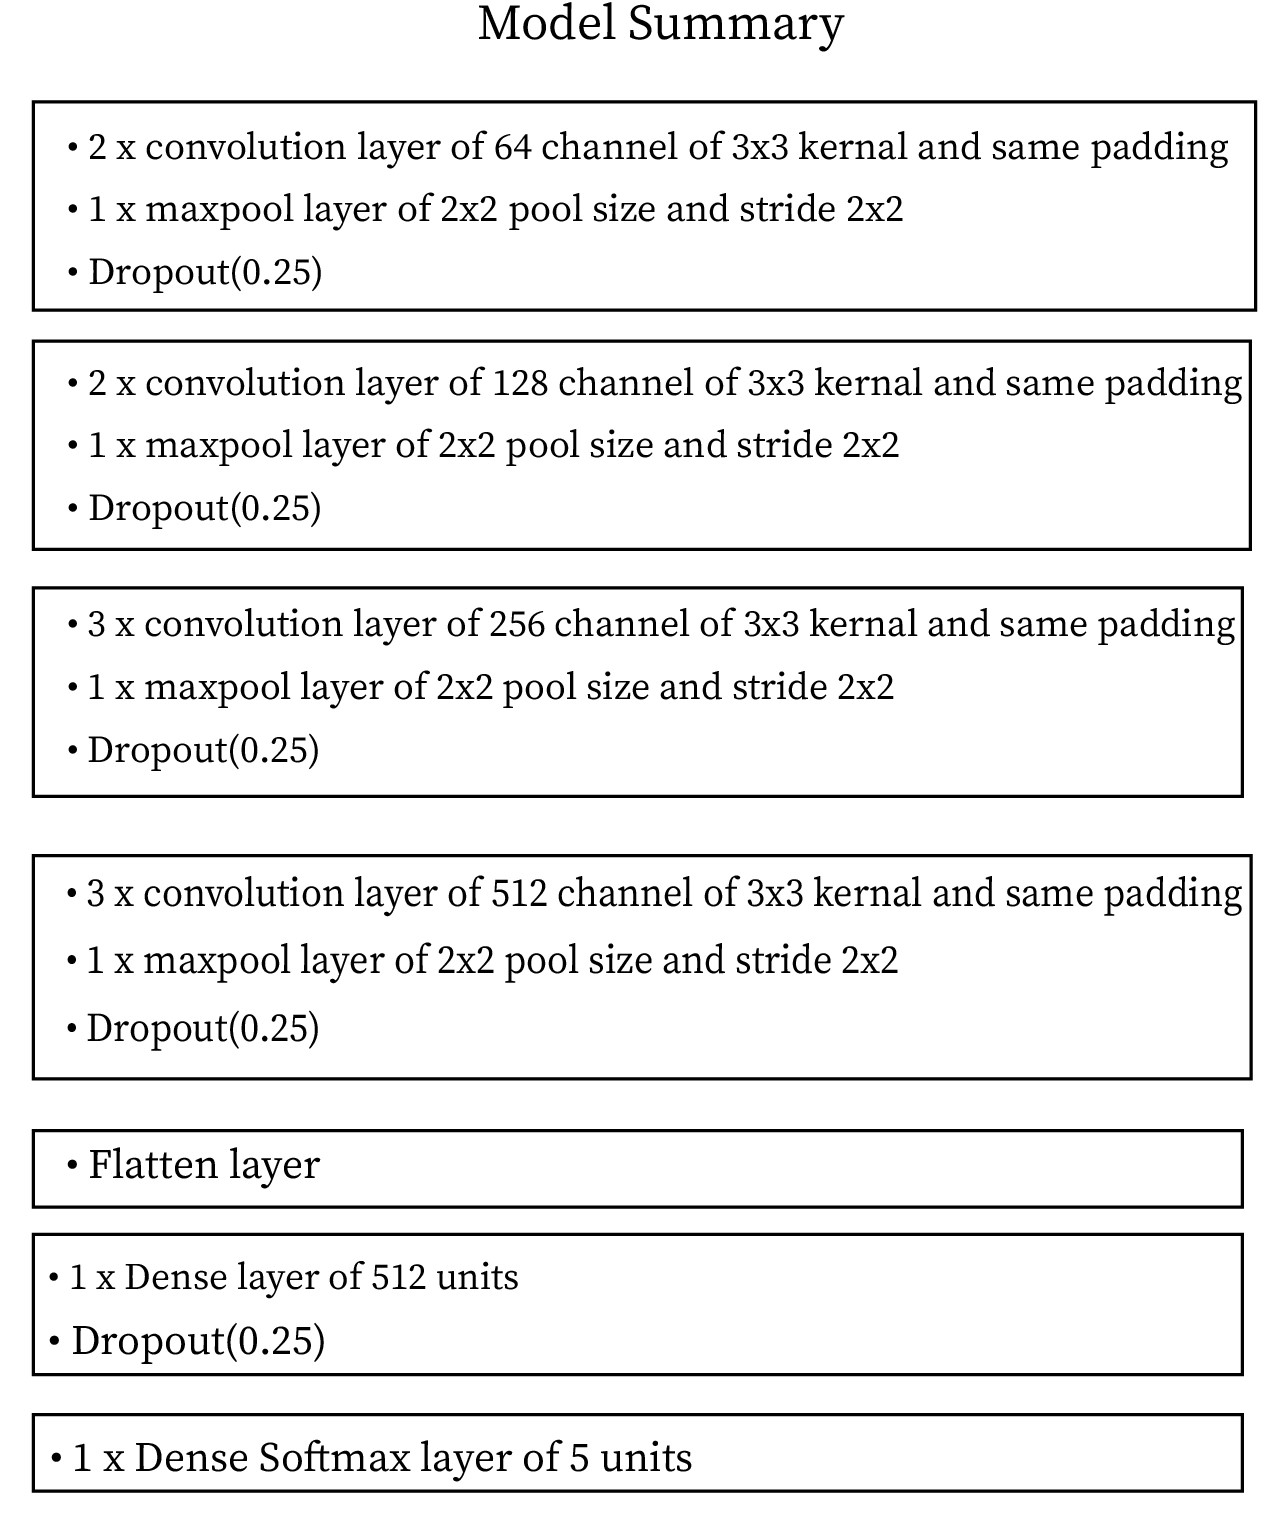 Model Summary
• 2 x convolution layer of 64 channel of 3x3 kernal and same padding
• 1 x maxpool layer of 2x2 pool size and stride 2x2
• Dropout(0.25)
• 2 x convolution layer of 128 channel of 3x3 kernal and same padding
• 1 x maxpool layer of 2x2 pool size and stride 2x2
• Dropout(0.25)
• 3 x convolution layer of 256 channel of 3x3 kernal and same padding
• 1 x maxpool layer of 2x2 pool size and stride 2x2
• Dropout(0.25)
• 3 x convolution layer of 512 channel of 3x3 kernal and same padding
• 1 x maxpool layer of 2x2 pool size and stride 2x2
• Dropout(0.25)
• Flatten layer
• 1 x Dense layer of 512 units
• Dropout(0.25)
• 1 x Dense Softmax layer of 5 units